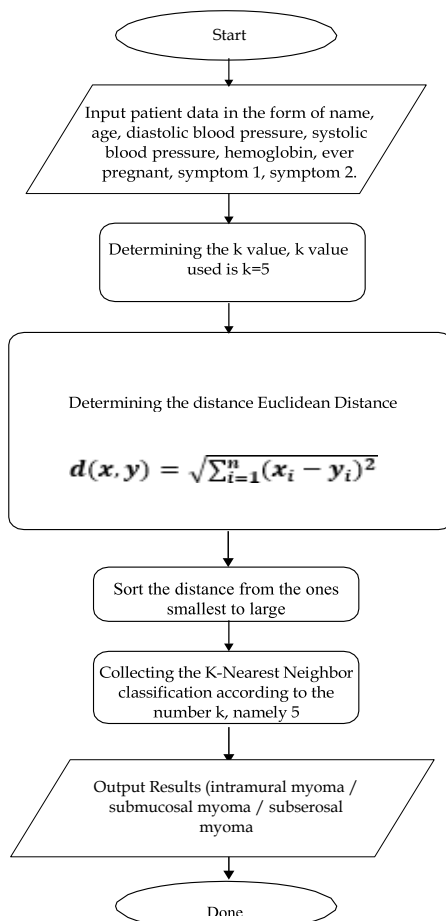 Start
Input patient data in the form of name,
age, diastolic blood pressure, systolic
blood pressure, hemoglobin, ever
pregnant, symptom 1, symptom 2.
Determining the k value, k value
used is k=5
Determining the distance Euclidean Distance
d(x, y) = √∑ⁿᵢ₌₁(xᵢ − yᵢ)²
Sort the distance from the ones
smallest to large
Collecting the K-Nearest Neighbor
classification according to the
number k, namely 5
Output Results (intramural myoma /
submucosal myoma / subserosal
myoma
Done